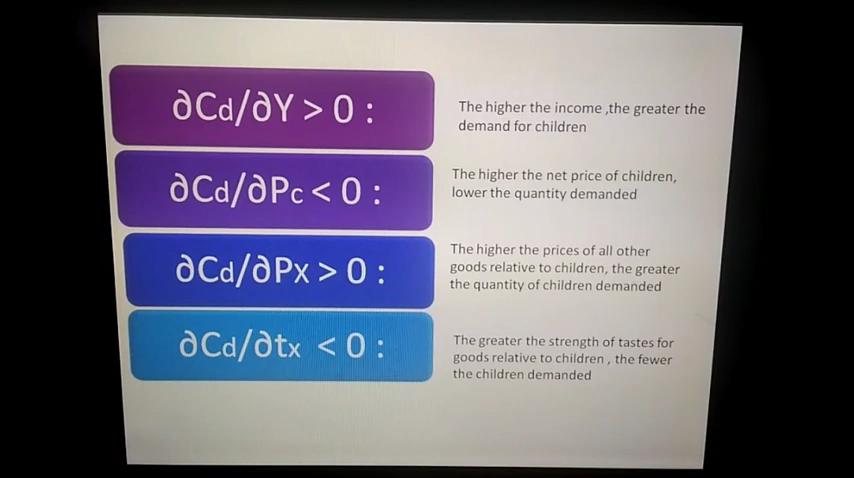 ∂Cd/∂Y > 0 :
The higher the income ,the greater the
demand for children
∂Cd/∂Pc < 0 :
The higher the net price of children,
lower the quantity demanded
∂Cd/∂Px > 0 :
The higher the prices of all other
goods relative to children, the greater
the quantity of children demanded
∂Cd/∂tx < 0 :
The greater the strength of tastes for
goods relative to children , the fewer
the children demanded